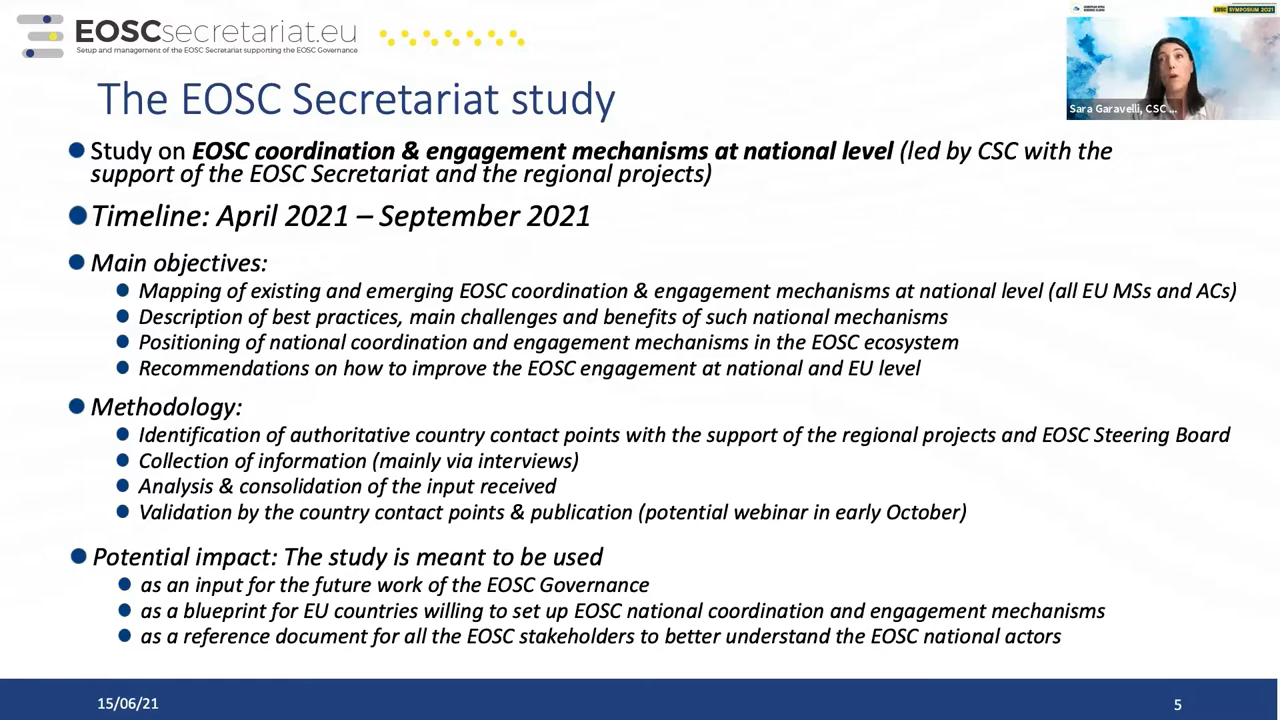 EOSCsecretariat.eu
Setup and management of the EOSC Secretariat supporting the EOSC Governance
EOSC SYMPOSIUM 2021
Sara Garavelli, CSC ...
The EOSC Secretariat study
Study on EOSC coordination & engagement mechanisms at national level (led by CSC with the
support of the EOSC Secretariat and the regional projects)
Timeline: April 2021 – September 2021
Main objectives:
Mapping of existing and emerging EOSC coordination & engagement mechanisms at national level (all EU MSs and ACs)
Description of best practices, main challenges and benefits of such national mechanisms
Positioning of national coordination and engagement mechanisms in the EOSC ecosystem
Recommendations on how to improve the EOSC engagement at national and EU level
Methodology:
Identification of authoritative country contact points with the support of the regional projects and EOSC Steering Board
Collection of information (mainly via interviews)
Analysis & consolidation of the input received
Validation by the country contact points & publication (potential webinar in early October)
Potential impact: The study is meant to be used
as an input for the future work of the EOSC Governance
as a blueprint for EU countries willing to set up EOSC national coordination and engagement mechanisms
as a reference document for all the EOSC stakeholders to better understand the EOSC national actors
15/06/21
5